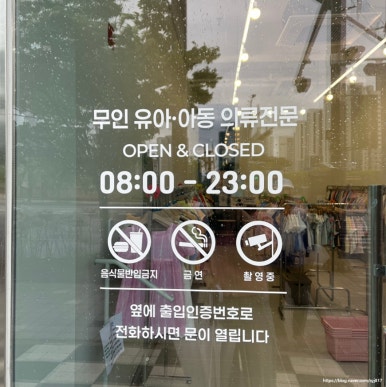 무인 유아·아동 의류전문
OPEN & CLOSED
08:00 - 23:00
음식물반입금지 금연 촬영중
옆에 출입인증번호로
전화하시면 문이 열립니다